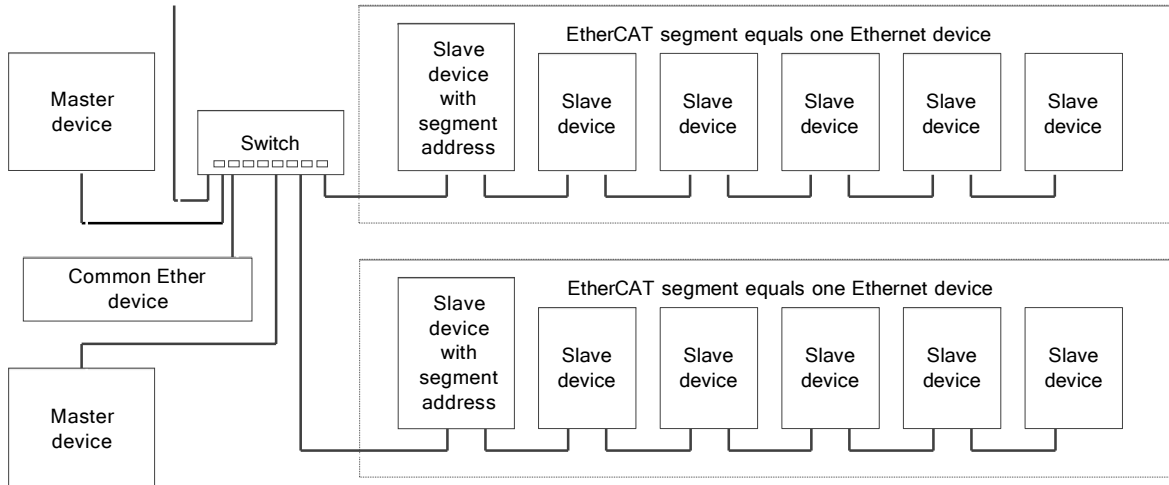 EtherCAT segment equals one Ethernet device
Master
device
Switch
Slave
device
with
segment
address
Slave
device
Slave
device
Slave
device
Slave
device
Slave
device
Common Ether
device
EtherCAT segment equals one Ethernet device
Slave
device
with
segment
address
Slave
device
Slave
device
Slave
device
Slave
device
Slave
device
Master
device